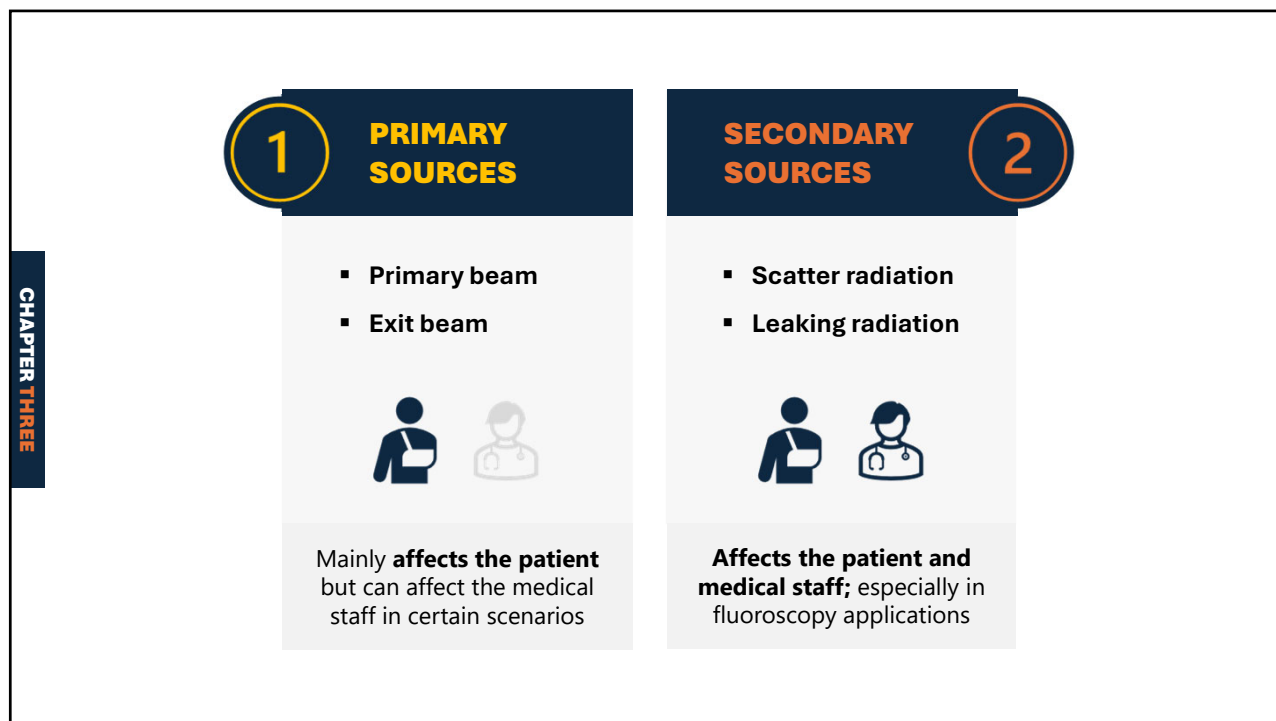 CHAPTER THREE
1
PRIMARY
SOURCES
▪ Primary beam
▪ Exit beam
Mainly affects the patient
but can affect the medical
staff in certain scenarios
SECONDARY
SOURCES
2
▪ Scatter radiation
▪ Leaking radiation
Affects the patient and
medical staff; especially in
fluoroscopy applications